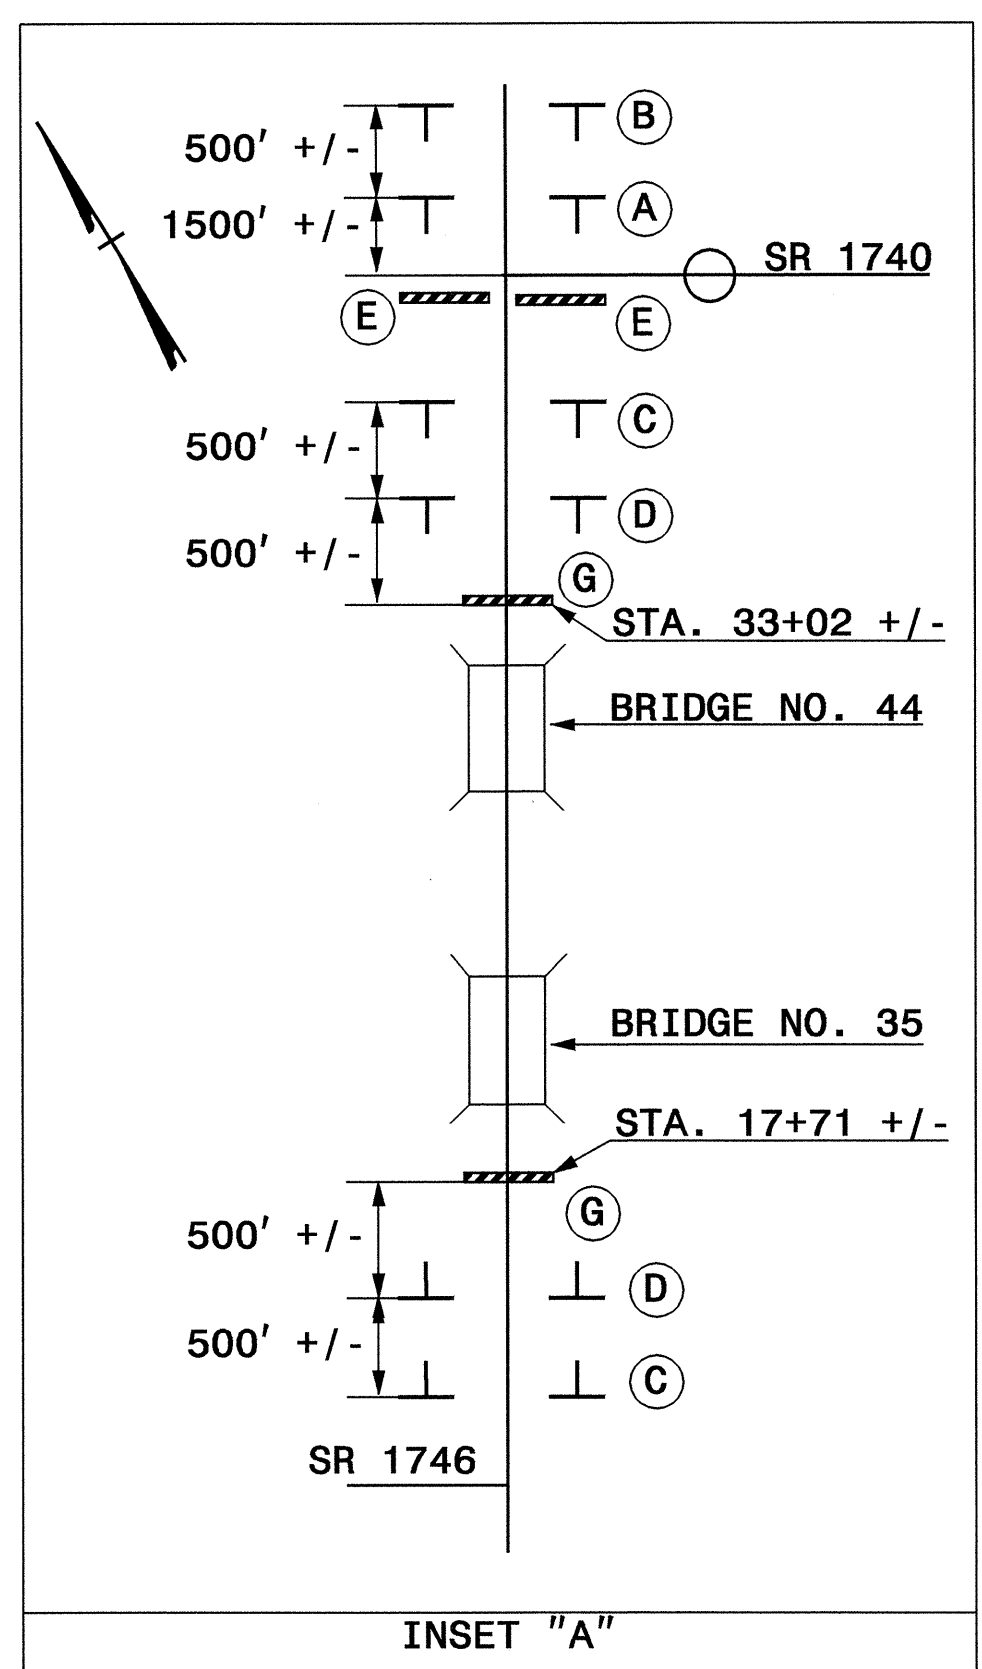 B
500' +/-
A
1500' +/-
SR 1740
E
E
C
500' +/-
D
500' +/-
G
STA. 33+02 +/-
BRIDGE NO. 44
BRIDGE NO. 35
STA. 17+71 +/-
G
500' +/-
D
500' +/-
C
SR 1746
INSET "A"